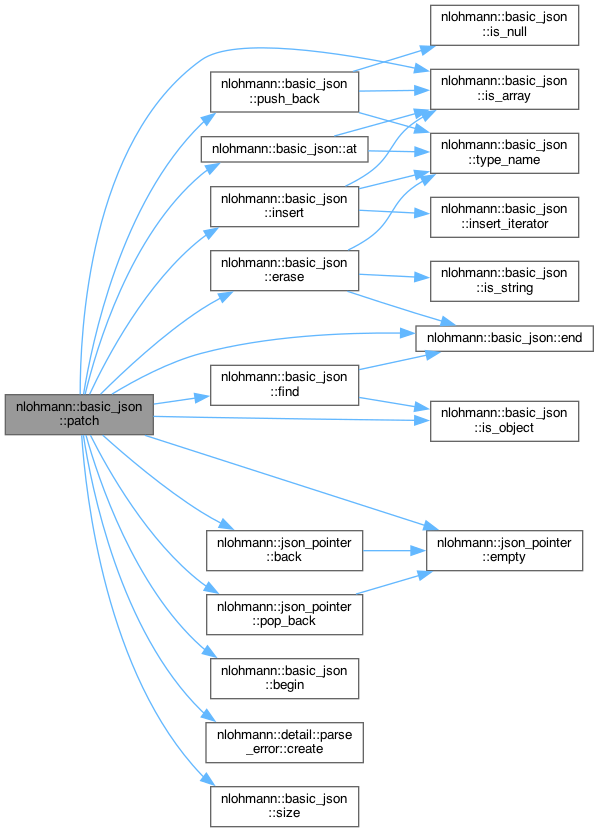 nlohmann::basic_json
::patch
nlohmann::basic_json
::push_back
nlohmann::basic_json::at
nlohmann::basic_json
::insert
nlohmann::basic_json
::erase
nlohmann::basic_json
::find
nlohmann::json_pointer
::back
nlohmann::json_pointer
::pop_back
nlohmann::basic_json
::begin
nlohmann::detail::parse
_error::create
nlohmann::basic_json
::size
nlohmann::basic_json
::is_null
nlohmann::basic_json
::is_array
nlohmann::basic_json
::type_name
nlohmann::basic_json
::insert_iterator
nlohmann::basic_json
::is_string
nlohmann::basic_json::end
nlohmann::basic_json
::is_object
nlohmann::json_pointer
::empty